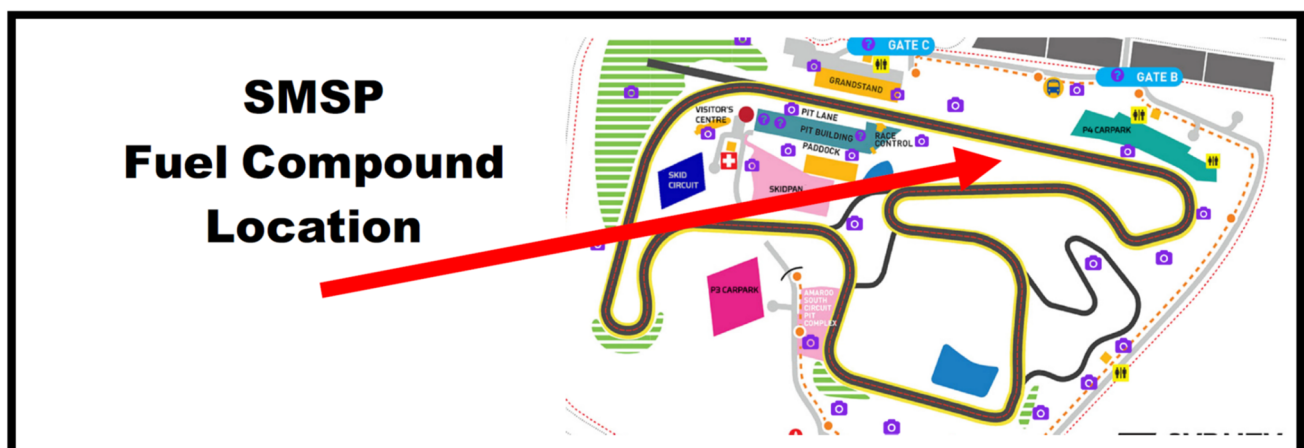 SMSP
Fuel Compound
Location
GATE C
GATE B
GRANDSTAND
VISITOR'S
CENTRE
PIT LANE
PIT BUILDING
RACE
CONTROL
PADDOCK
P4 CARPARK
SKID
CIRCUIT
SKIDPAN
P3 CARPARK
AMAROO
SOUTH
CIRCUIT
PIT
COMPLEX